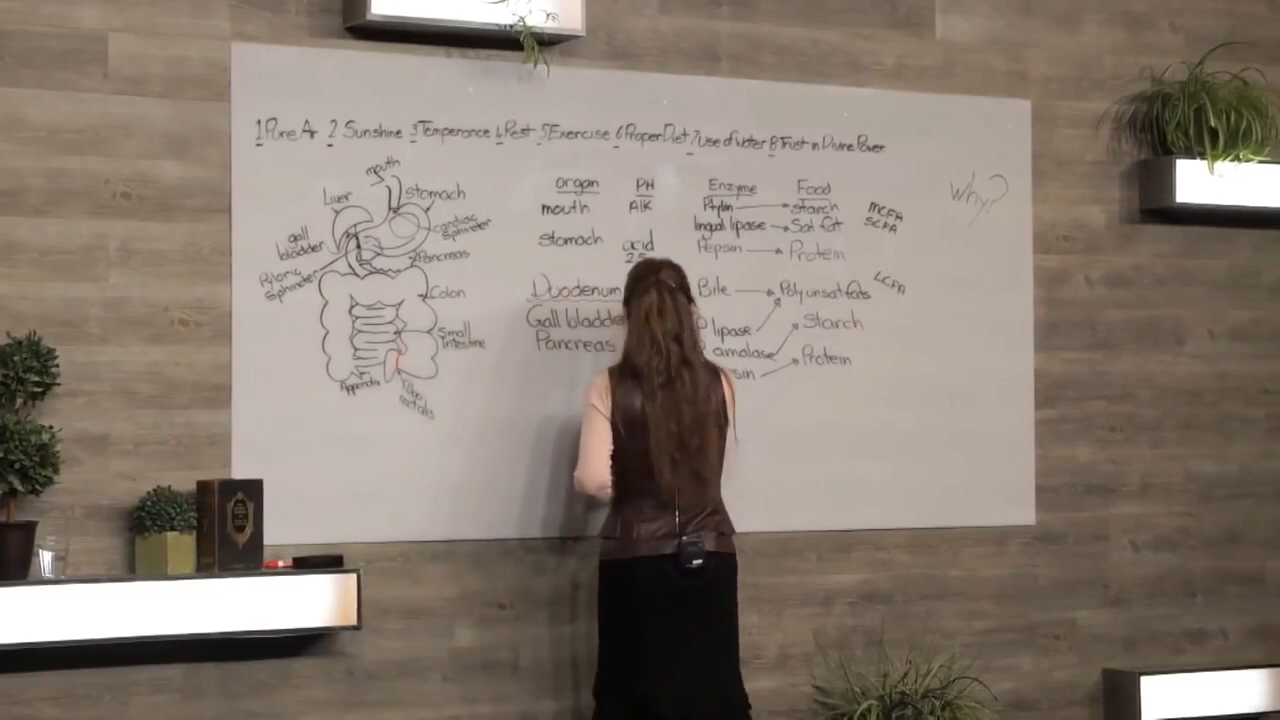 1 Pure Air 2 Sunshine 3 Temperance 4 Rest 5 Exercise 6 Proper Diet 7 Use of Water 8 Trust in Divine Power
mouth
Liver
stomach
cardiac
sphincter
gall
bladder
Pancreas
Pyloric
Sphincter
Colon
Small
Intestine
Appendix
organ PH Enzyme Food
mouth AlK Ptylin starch MCFA
lingual lipase Sat fat SCFA
stomach acid Pepsin Protein
Duodenum Bile Polyunsat fats LCFA
Gall bladde lipase Starch
Pancreas amalase Protein
sin
why?